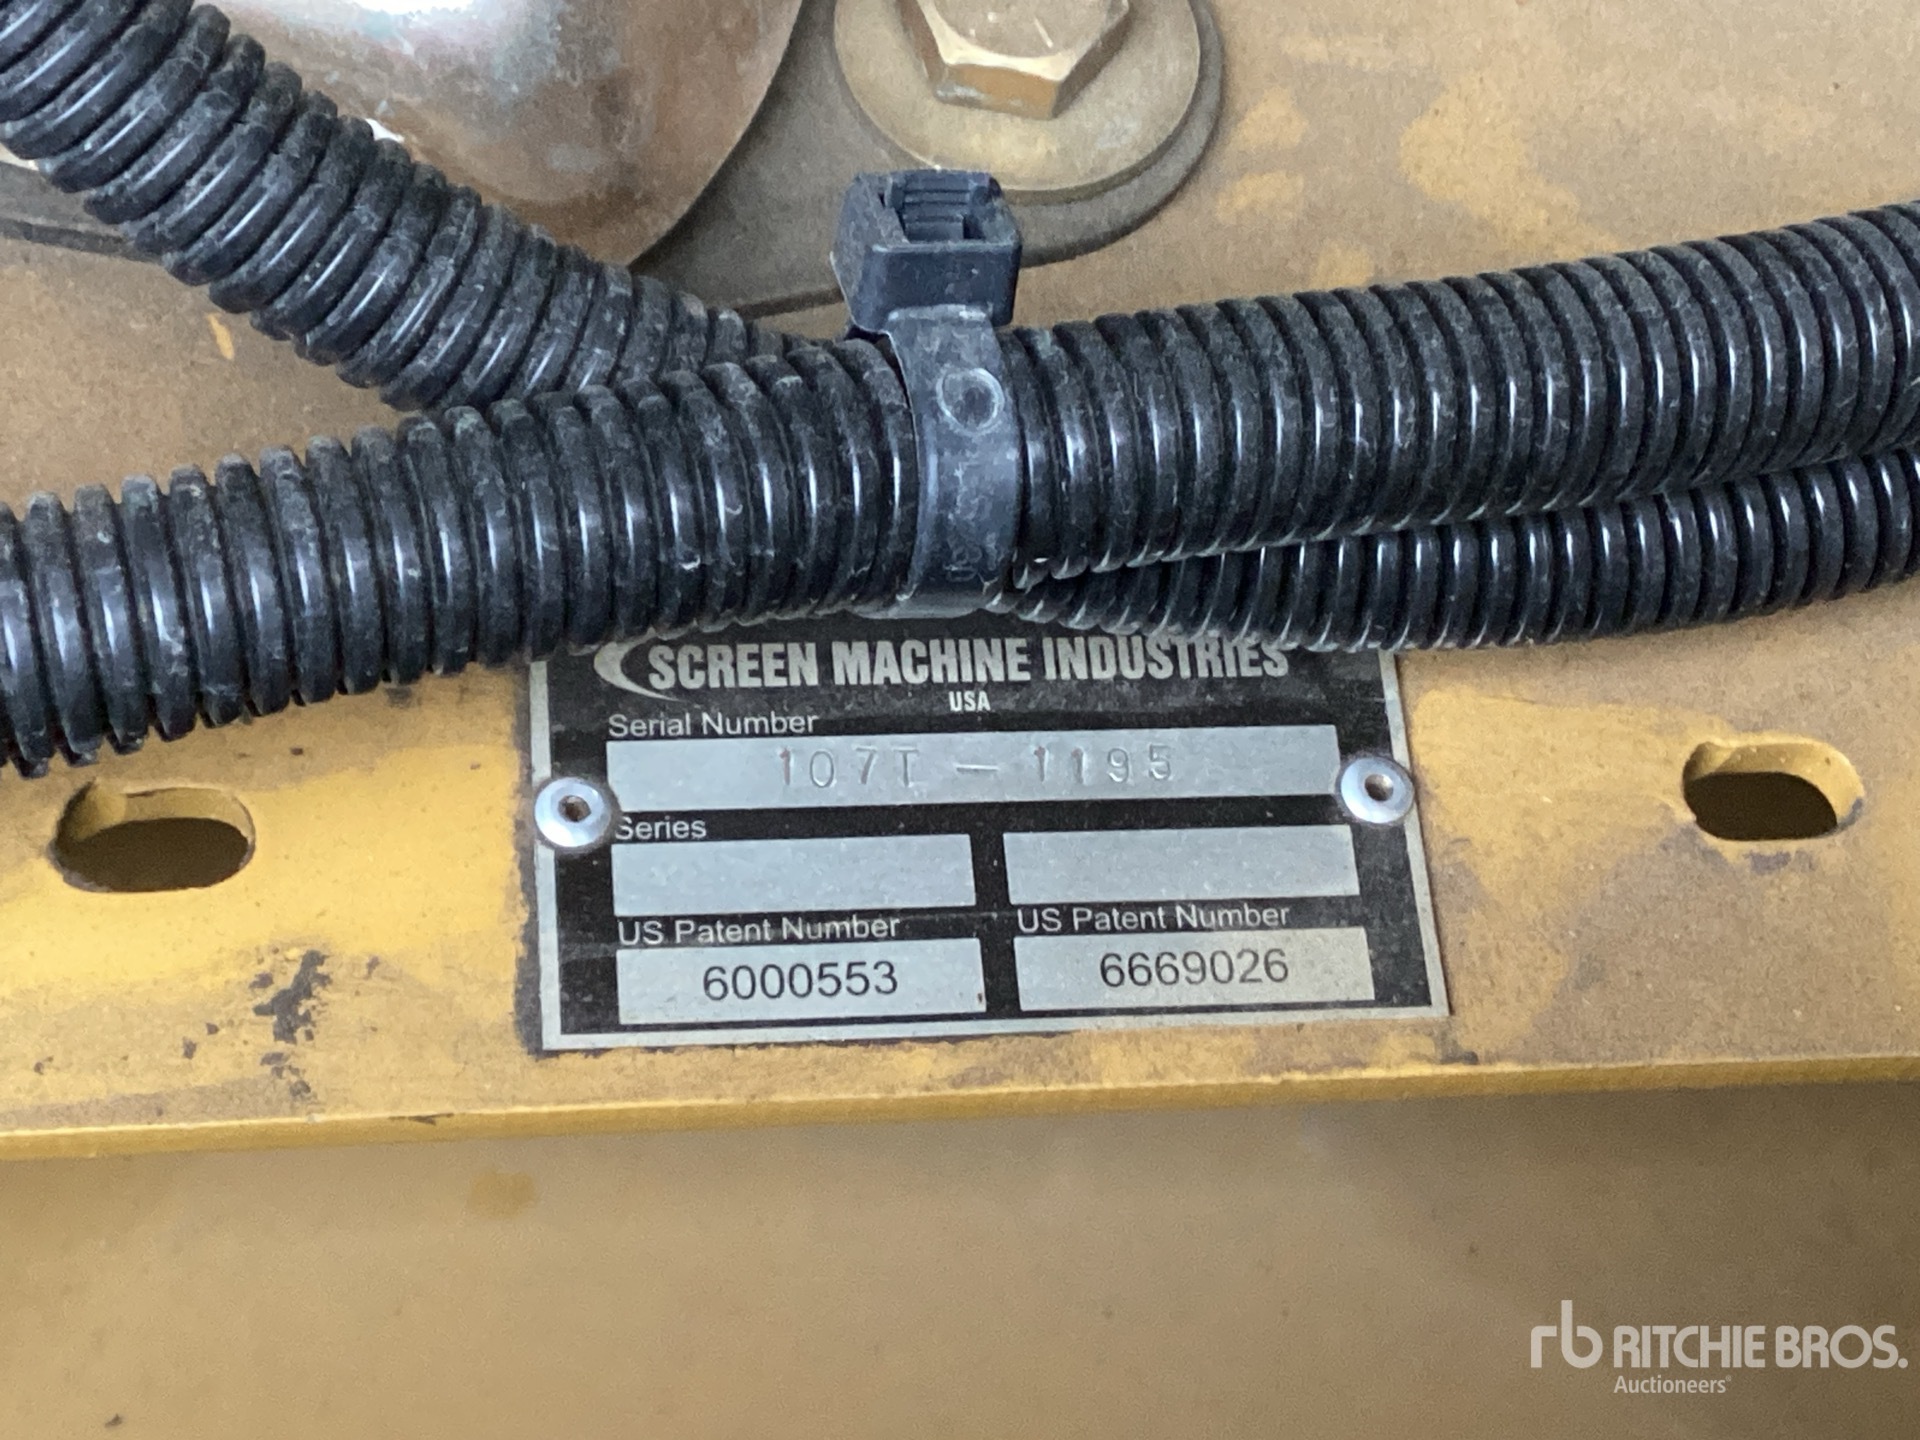 SCREEN MACHINE INDUSTRIES
USA
Serial Number
107T - 1195
Series
US Patent Number US Patent Number
6000553 6669026
rb RITCHIE BROS.
Auctioneers